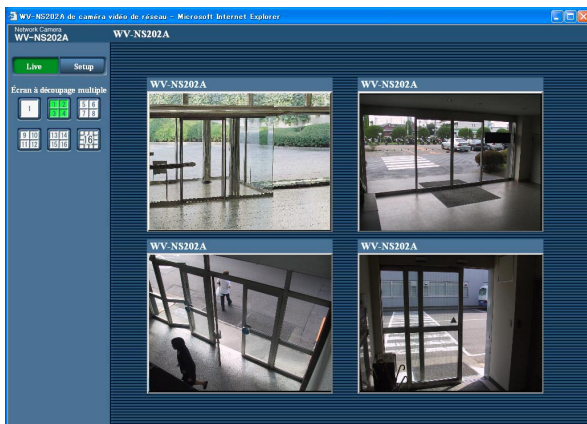 WV-NS202A de caméra vidéo de réseau - Microsoft Internet Explorer
Network Camera
WV-NS202A
WV-NS202A
Live Setup
Écran à découpage multiple
1
1 2
3 4
5 6
7 8
9 10
11 12
13 14
15 16
16
WV-NS202A
WV-NS202A
WV-NS202A
WV-NS202A